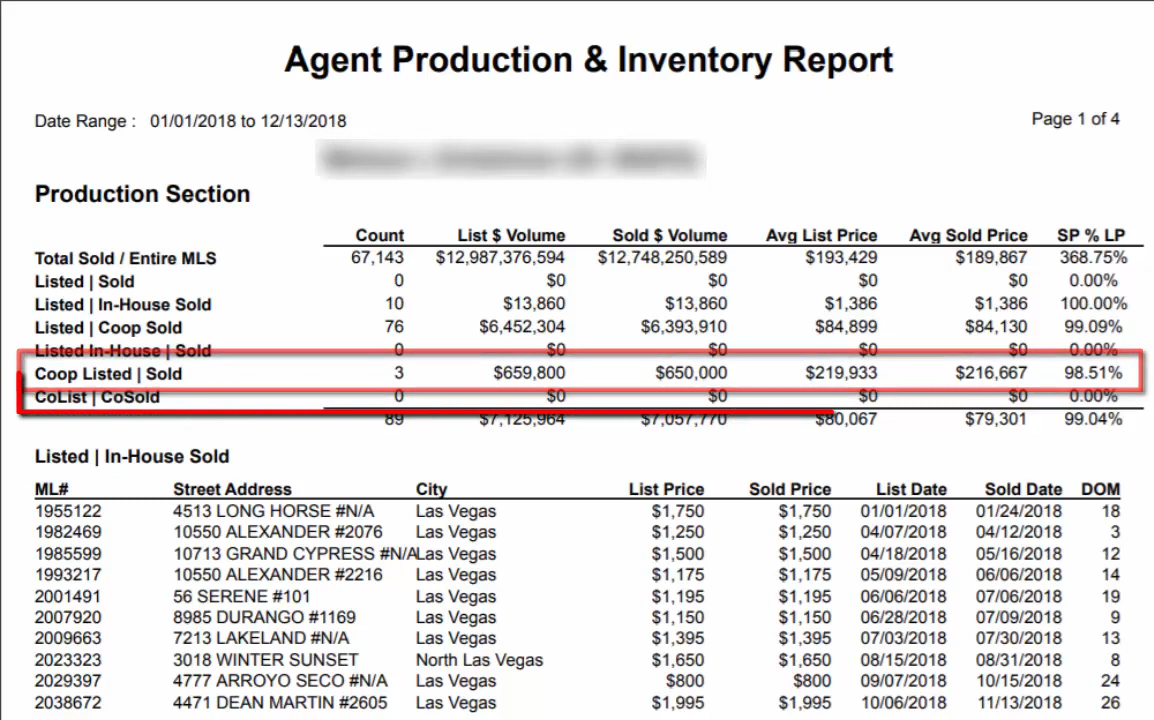 Agent Production & Inventory Report
Date Range : 01/01/2018 to 12/13/2018 Page 1 of 4
Production Section
Count List $ Volume Sold $ Volume Avg List Price Avg Sold Price SP % LP
Total Sold / Entire MLS 67,143 $12,987,376,594 $12,748,250,589 $193,429 $189,867 368.75%
Listed | Sold 0 $0 $0 $0 $0 0.00%
Listed | In-House Sold 10 $13,860 $13,860 $1,386 $1,386 100.00%
Listed | Coop Sold 76 $6,452,304 $6,393,910 $84,899 $84,130 99.09%
Listed In-House | Sold 0 $0 $0 $0 $0 0.00%
Coop Listed | Sold 3 $659,800 $650,000 $219,933 $216,667 98.51%
CoList | CoSold 0 $0 $0 $0 $0 0.00%
89 $7,125,964 $7,057,770 $80,067 $79,301 99.04%
Listed | In-House Sold
ML# Street Address City List Price Sold Price List Date Sold Date DOM
1955122 4513 LONG HORSE #N/A Las Vegas $1,750 $1,750 01/01/2018 01/24/2018 18
1982469 10550 ALEXANDER #2076 Las Vegas $1,250 $1,250 04/07/2018 04/12/2018 3
1985599 10713 GRAND CYPRESS #N/A Las Vegas $1,500 $1,500 04/18/2018 05/16/2018 12
1993217 10550 ALEXANDER #2216 Las Vegas $1,175 $1,175 05/09/2018 06/06/2018 14
2001491 56 SERENE #101 Las Vegas $1,195 $1,195 06/06/2018 07/06/2018 19
2007920 8985 DURANGO #1169 Las Vegas $1,150 $1,150 06/28/2018 07/09/2018 9
2009663 7213 LAKELAND #N/A Las Vegas $1,395 $1,395 07/03/2018 07/30/2018 13
2023323 3018 WINTER SUNSET North Las Vegas $1,650 $1,650 08/15/2018 08/31/2018 8
2029397 4777 ARROYO SECO #N/A Las Vegas $800 $800 09/07/2018 10/15/2018 24
2038672 4471 DEAN MARTIN #2605 Las Vegas $1,995 $1,995 10/06/2018 11/13/2018 26